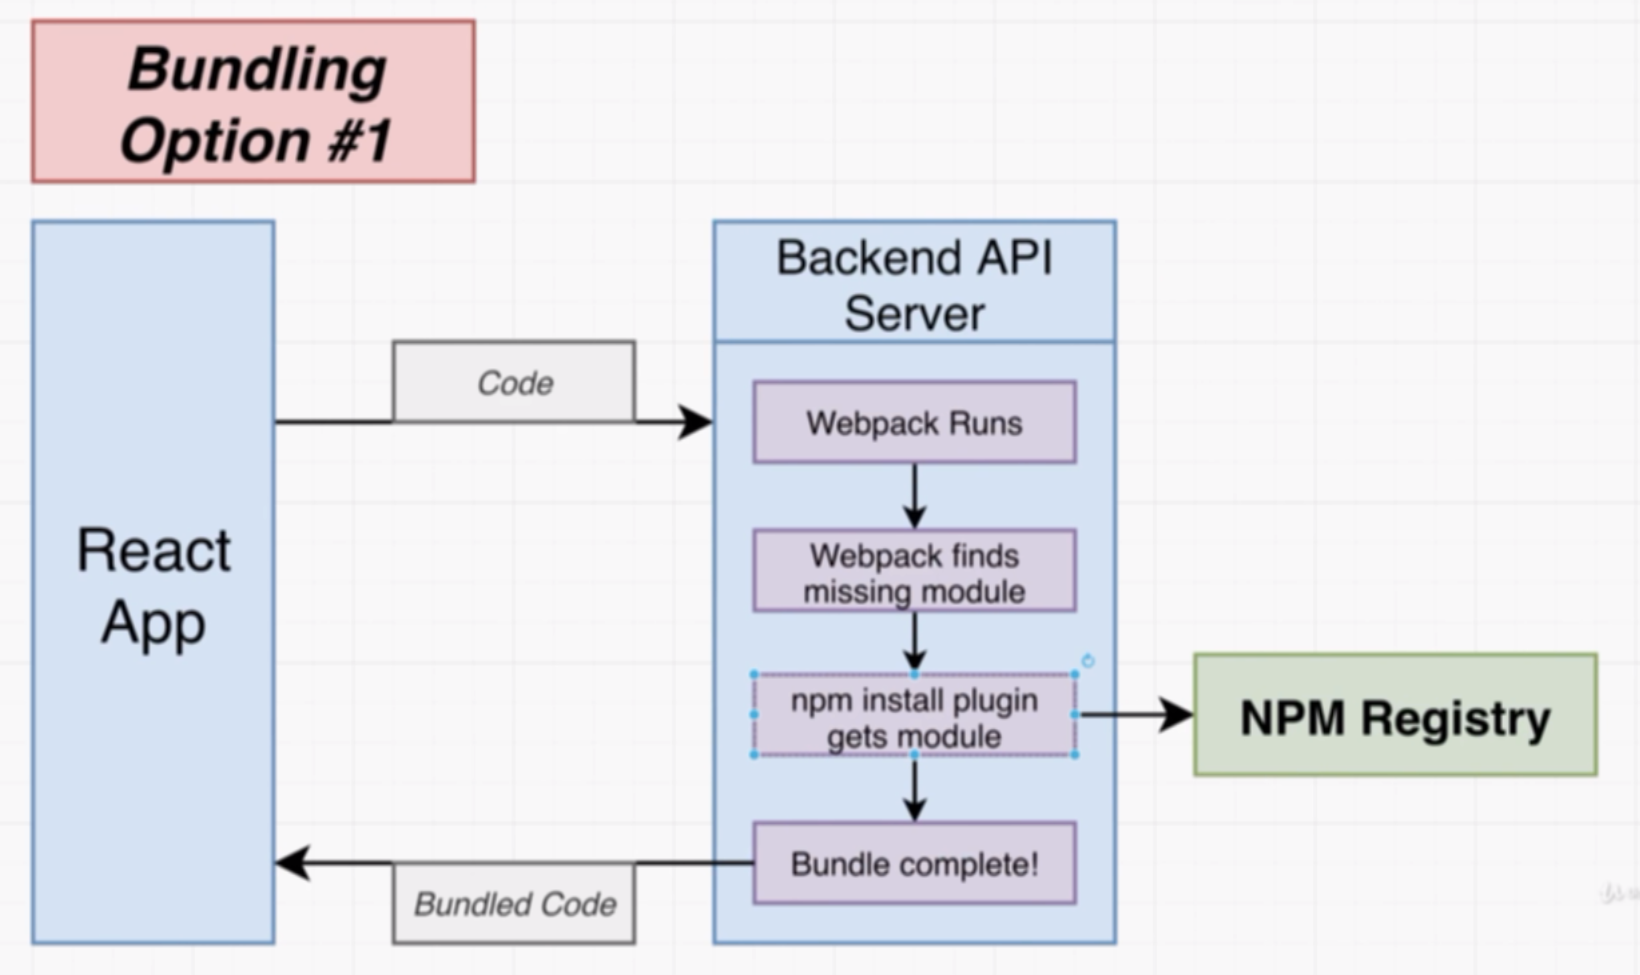 Bundling
Option #1
React
App
Code
Backend API
Server
Webpack Runs
Webpack finds
missing module
npm install plugin
gets module
NPM Registry
Bundle complete!
Bundled Code